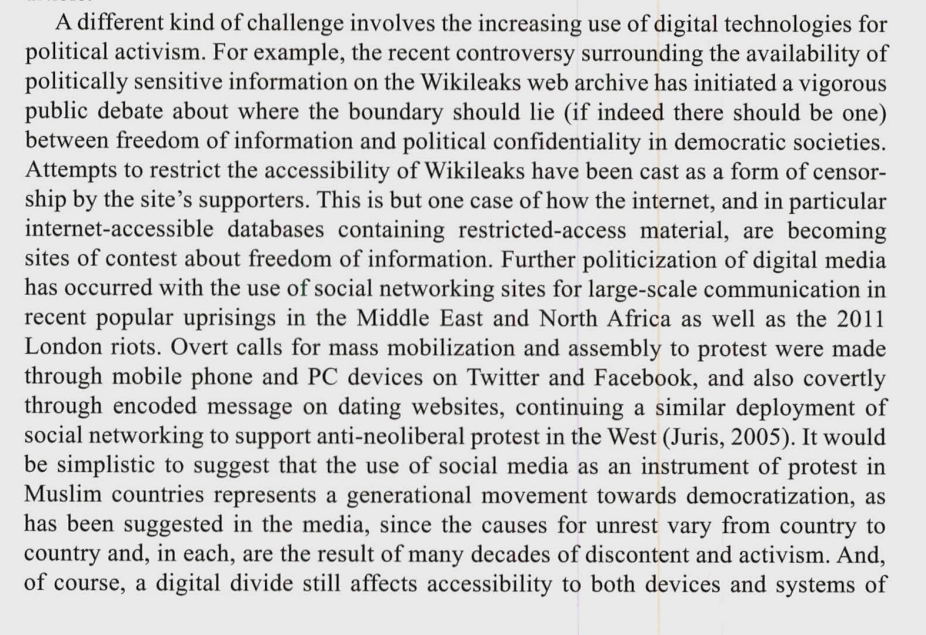 A different kind of challenge involves the increasing use of digital technologies for
political activism. For example, the recent controversy surrounding the availability of
politically sensitive information on the Wikileaks web archive has initiated a vigorous
public debate about where the boundary should lie (if indeed there should be one)
between freedom of information and political confidentiality in democratic societies.
Attempts to restrict the accessibility of Wikileaks have been cast as a form of censor-
ship by the site's supporters. This is but one case of how the internet, and in particular
internet-accessible databases containing restricted-access material, are becoming
sites of contest about freedom of information. Further politicization of digital media
has occurred with the use of social networking sites for large-scale communication in
recent popular uprisings in the Middle East and North Africa as well as the 2011
London riots. Overt calls for mass mobilization and assembly to protest were made
through mobile phone and PC devices on Twitter and Facebook, and also covertly
through encoded message on dating websites, continuing a similar deployment of
social networking to support anti-neoliberal protest in the West (Juris, 2005). It would
be simplistic to suggest that the use of social media as an instrument of protest in
Muslim countries represents a generational movement towards democratization, as
has been suggested in the media, since the causes for unrest vary from country to
country and, in each, are the result of many decades of discontent and activism. And,
of course, a digital divide still affects accessibility to both devices and systems of